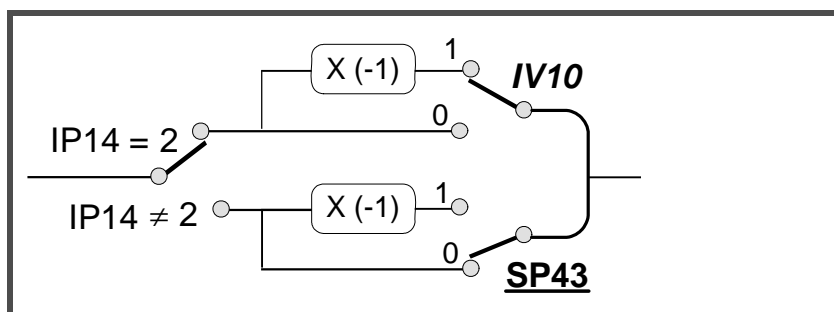 1
X (-1)
IV10
0
IP14 = 2
IP14 ≠ 2
X (-1)
1
0
SP43